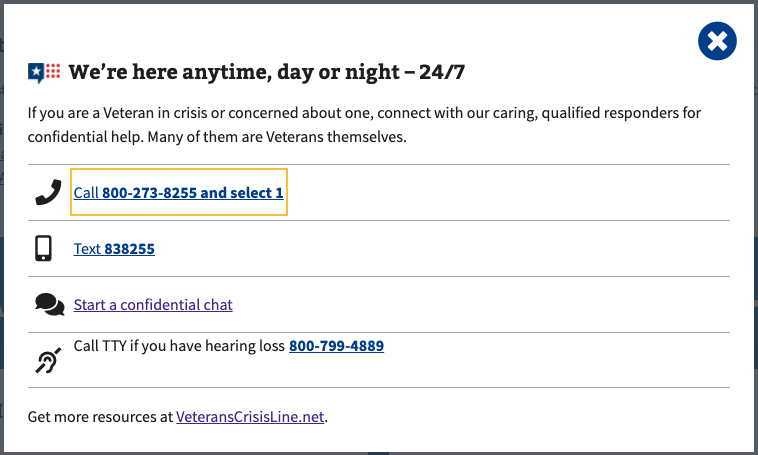 We’re here anytime, day or night – 24/7
If you are a Veteran in crisis or concerned about one, connect with our caring, qualified responders for
confidential help. Many of them are Veterans themselves.
Call 800-273-8255 and select 1
Text 838255
Start a confidential chat
Call TTY if you have hearing loss 800-799-4889
Get more resources at VeteransCrisisLine.net.